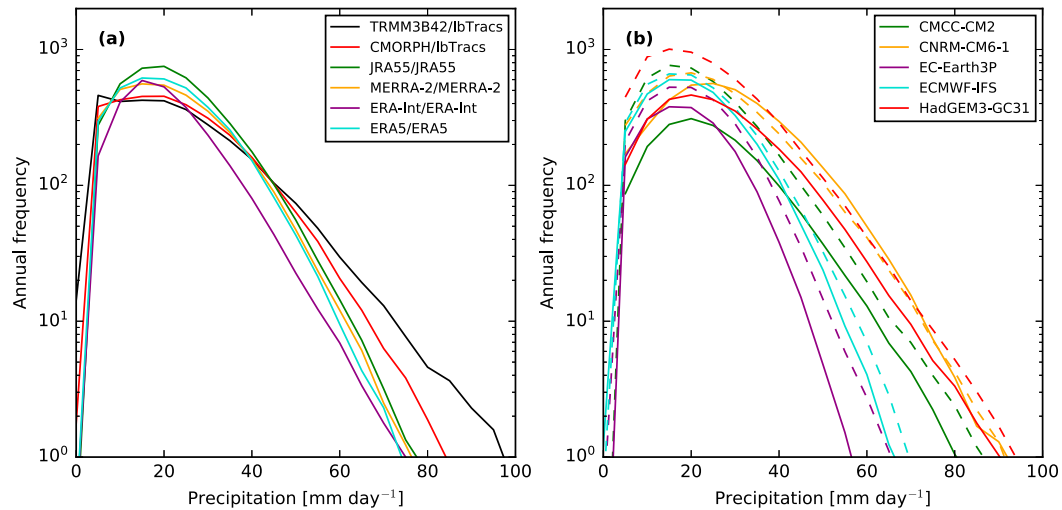 (a)
TRMM3B42/IbTracs
CMORPH/IbTracs
JRA55/JRA55
MERRA-2/MERRA-2
ERA-Int/ERA-Int
ERA5/ERA5
10³
10²
10¹
10⁰
Annual frequency
0 20 40 60 80 100
Precipitation [mm day⁻¹]
(b)
CMCC-CM2
CNRM-CM6-1
EC-Earth3P
ECMWF-IFS
HadGEM3-GC31
10³
10²
10¹
10⁰
Annual frequency
0 20 40 60 80 100
Precipitation [mm day⁻¹]